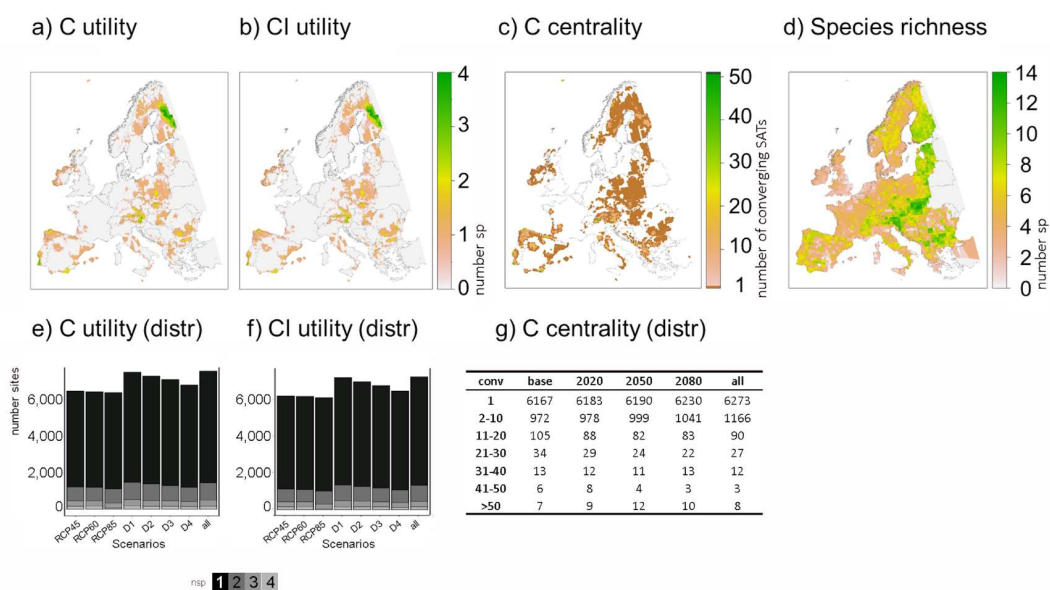 a) C utility
b) CI utility
c) C centrality
d) Species richness
4
3
2
1
0
number sp
50
40
30
20
10
1
number of converging SATs
14
12
10
8
6
4
2
0
number sp
e) C utility (distr)
f) CI utility (distr)
g) C centrality (distr)
number sites
6,000
4,000
2,000
0
RCP45 RCP60 RCP85 D1 D2 D3 D4 all
Scenarios
6,000
4,000
2,000
0
RCP45 RCP60 RCP85 D1 D2 D3 D4 all
Scenarios
conv base 2020 2050 2080 all
1 6167 6183 6190 6230 6273
2-10 972 978 999 1041 1166
11-20 105 88 82 83 90
21-30 34 29 24 22 27
31-40 13 12 11 13 12
41-50 6 8 4 3 3
>50 7 9 12 10 8
nsp 1 2 3 4